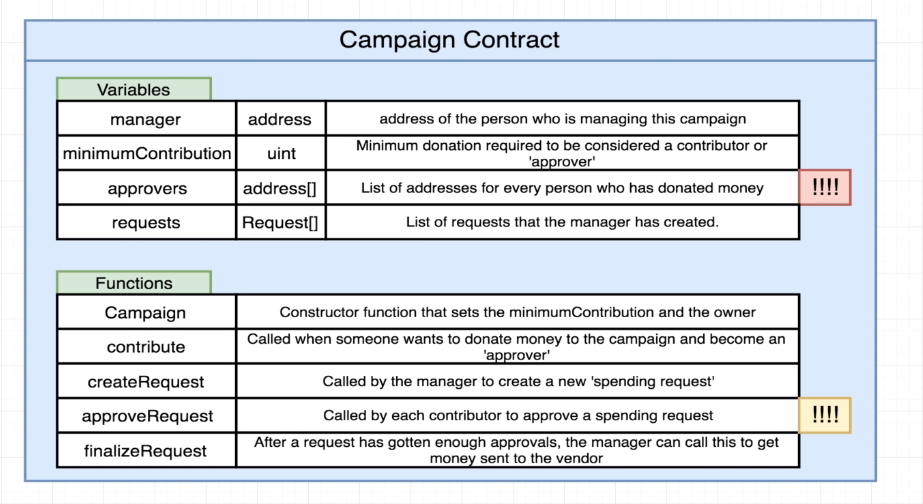 Campaign Contract
Variables
manager address address of the person who is managing this campaign
minimumContribution uint Minimum donation required to be considered a contributor or
'approver'
approvers address[] List of addresses for every person who has donated money !!!!
requests Request[] List of requests that the manager has created.
Functions
Campaign Constructor function that sets the minimumContribution and the owner
contribute Called when someone wants to donate money to the campaign and become an
'approver'
createRequest Called by the manager to create a new 'spending request'
approveRequest Called by each contributor to approve a spending request !!!!
finalizeRequest After a request has gotten enough approvals, the manager can call this to get
money sent to the vendor